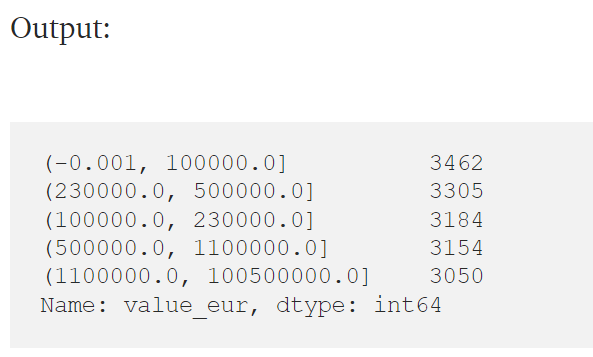 Output:
(-0.001, 100000.0]          3462
(230000.0, 500000.0]        3305
(100000.0, 230000.0]        3184
(500000.0, 1100000.0]       3154
(1100000.0, 100500000.0]    3050
Name: value_eur, dtype: int64